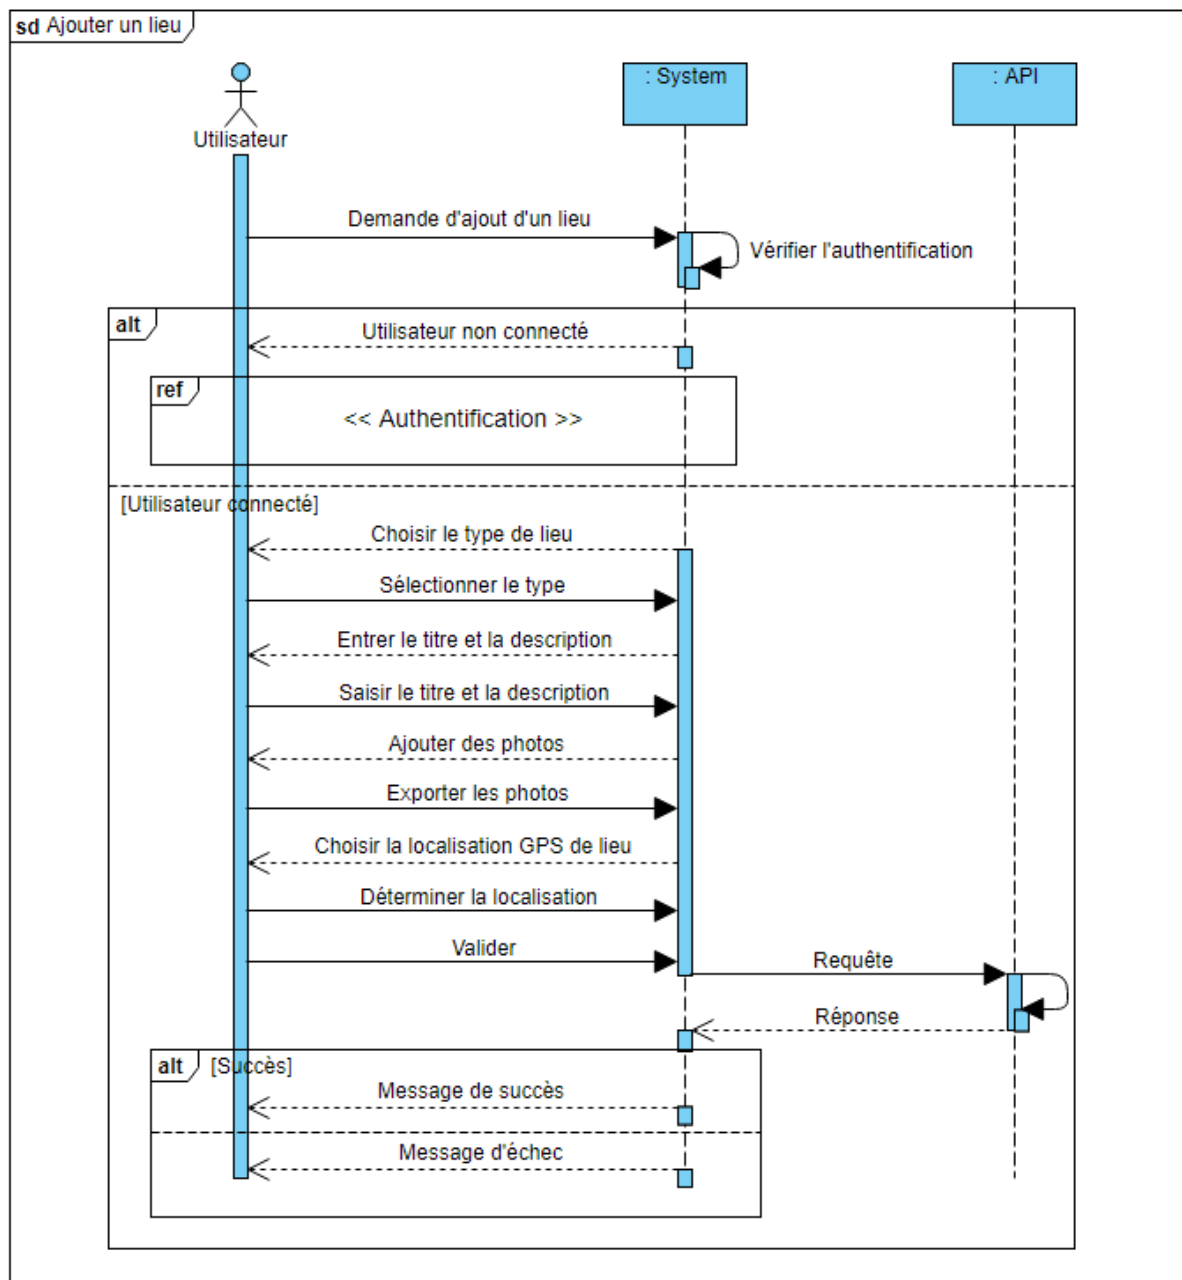 sd Ajouter un lieu
: System
: API
Utilisateur
Demande d'ajout d'un lieu
Vérifier l'authentification
alt
Utilisateur non connecté
ref
<< Authentification >>
[Utilisateur connecté]
Choisir le type de lieu
Sélectionner le type
Entrer le titre et la description
Saisir le titre et la description
Ajouter des photos
Exporter les photos
Choisir la localisation GPS de lieu
Déterminer la localisation
Valider
Requête
Réponse
alt [Succès]
Message de succès
Message d'échec